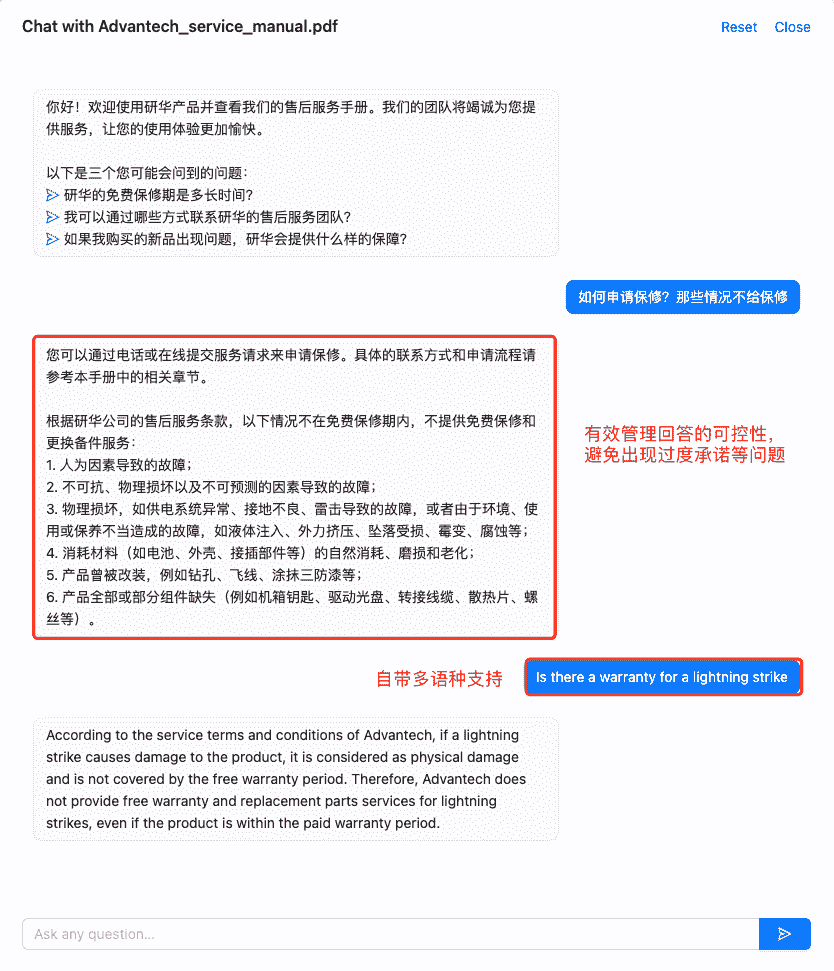 Chat with Advantech_service_manual.pdf
Reset
Close
你好！欢迎使用研华产品并查看我们的售后服务手册。我们的团队将竭诚为您提
供服务，让您的使用体验更加愉快。
以下是三个您可能会问到的问题：
研华的免费保修期是多长时间？
我可以通过哪些方式联系研华的售后服务团队？
如果我购买的新品出现问题，研华会提供什么样的保障？
如何申请保修？那些情况不给保修
您可以通过电话或在线提交服务请求来申请保修。具体的联系方式和申请流程请
参考本手册中的相关章节。
根据研华公司的售后服务条款，以下情况不在免费保修期内，不提供免费保修和
更换备件服务：
1. 人为因素导致的故障；
2. 不可抗、物理损坏以及不可预测的因素导致的故障；
3. 物理损坏，如供电系统异常、接地不良、雷击导致的故障，或者由于环境、使
用或保养不当造成的故障，如液体注入、外力挤压、坠落受损、霉变、腐蚀等；
4. 消耗材料（如电池、外壳、接插部件等）的自然消耗、磨损和老化；
5. 产品曾被改装，例如钻孔、飞线、涂抹三防漆等；
6. 产品全部或部分组件缺失（例如机箱钥匙、驱动光盘、转接线缆、散热片、螺
丝等）。
有效管理回答的可控性，
避免出现过度承诺等问题
自带多语种支持
Is there a warranty for a lightning strike
According to the service terms and conditions of Advantech, if a lightning
strike causes damage to the product, it is considered as physical damage
and is not covered by the free warranty period. Therefore, Advantech does
not provide free warranty and replacement parts services for lightning
strikes, even if the product is within the paid warranty period.
Ask any question...